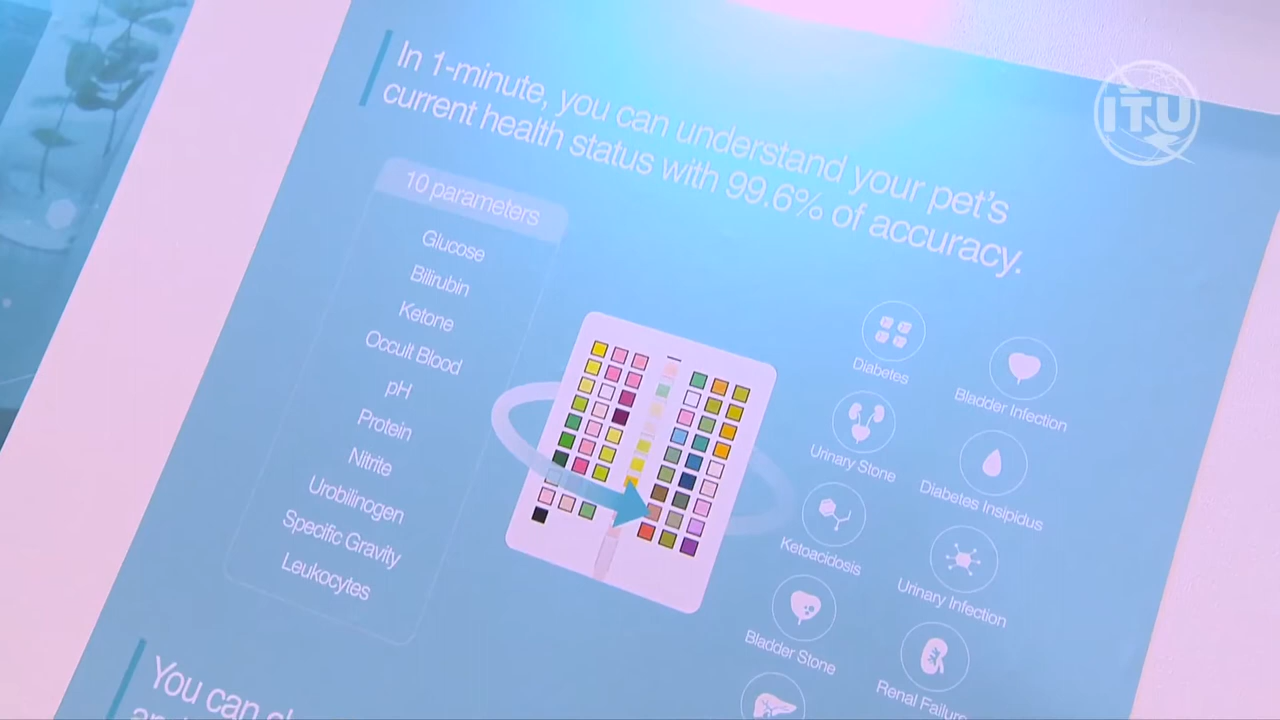 In 1-minute, you can understand your pet's
current health status with 99.6% of accuracy.
ITU
10 parameters
Glucose
Bilirubin
Ketone
Occult Blood
pH
Protein
Nitrite
Urobilinogen
Specific Gravity
Leukocytes
Diabetes
Bladder Infection
Urinary Stone
Diabetes Insipidus
Ketoacidosis
Urinary Infection
Bladder Stone
Renal Failure
You can